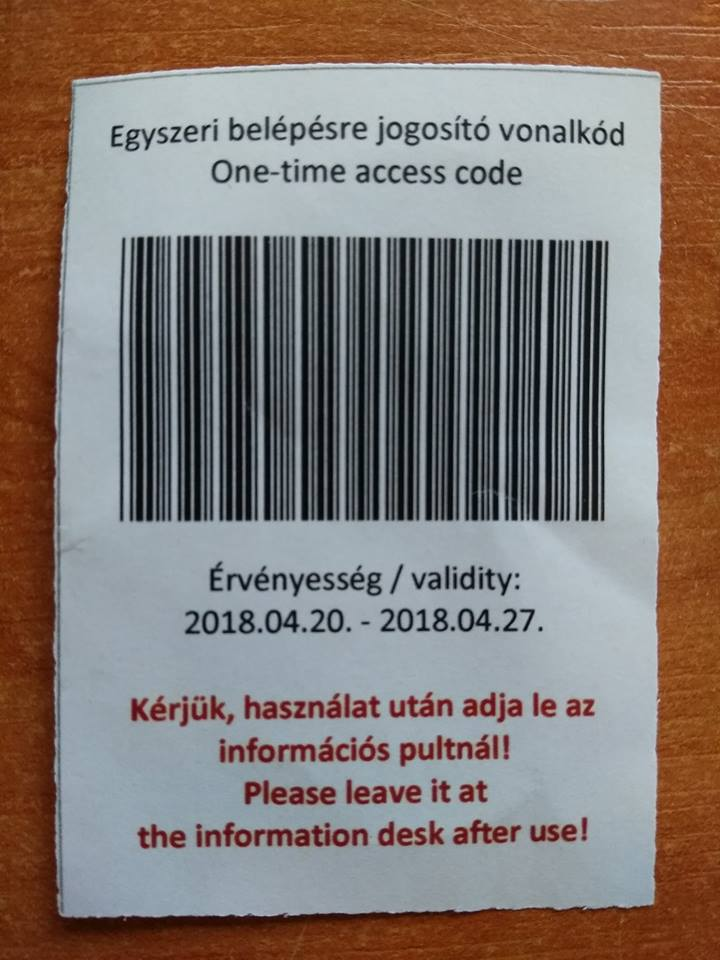 Egyszeri belépésre jogosító vonalkód
One-time access code
Érvényesség / validity:
2018.04.20. - 2018.04.27.
Kérjük, használat után adja le az
információs pultnál!
Please leave it at
the information desk after use!